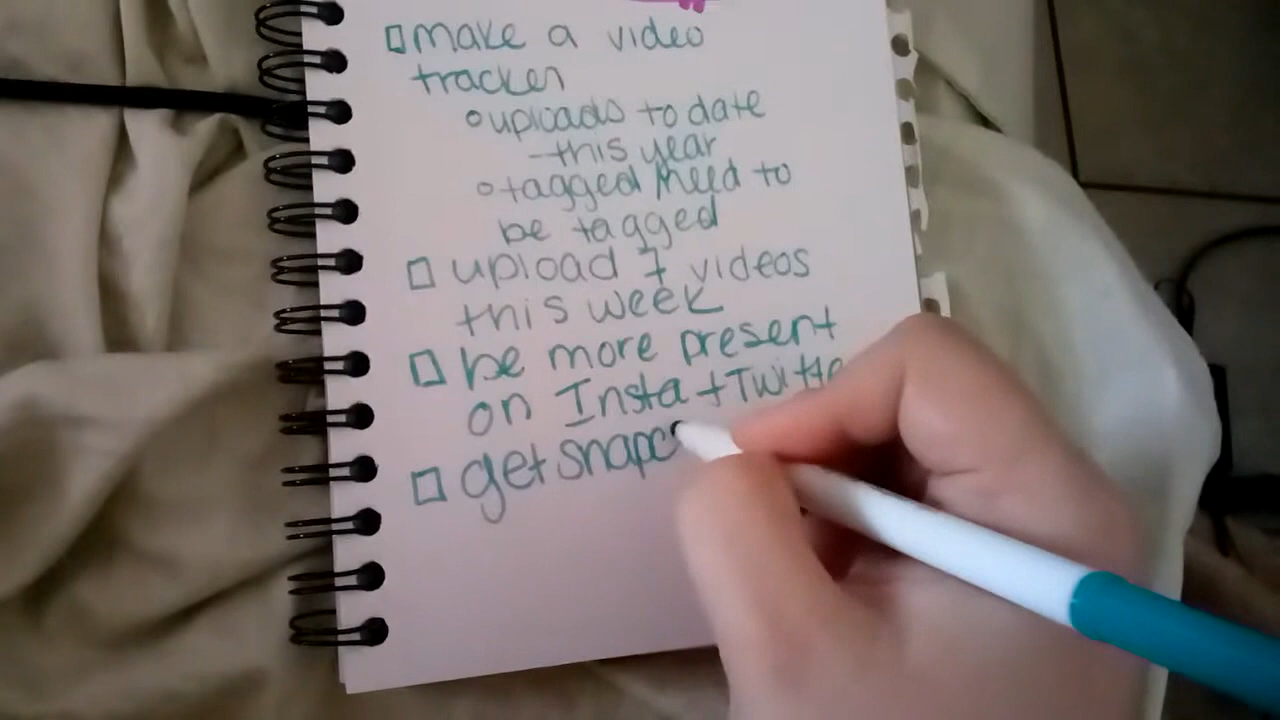 make a video
tracker
uploads to date
- this year
tagged / need to
be tagged
upload 7 videos
this week
be more present
on Insta + Twitte
get snapc